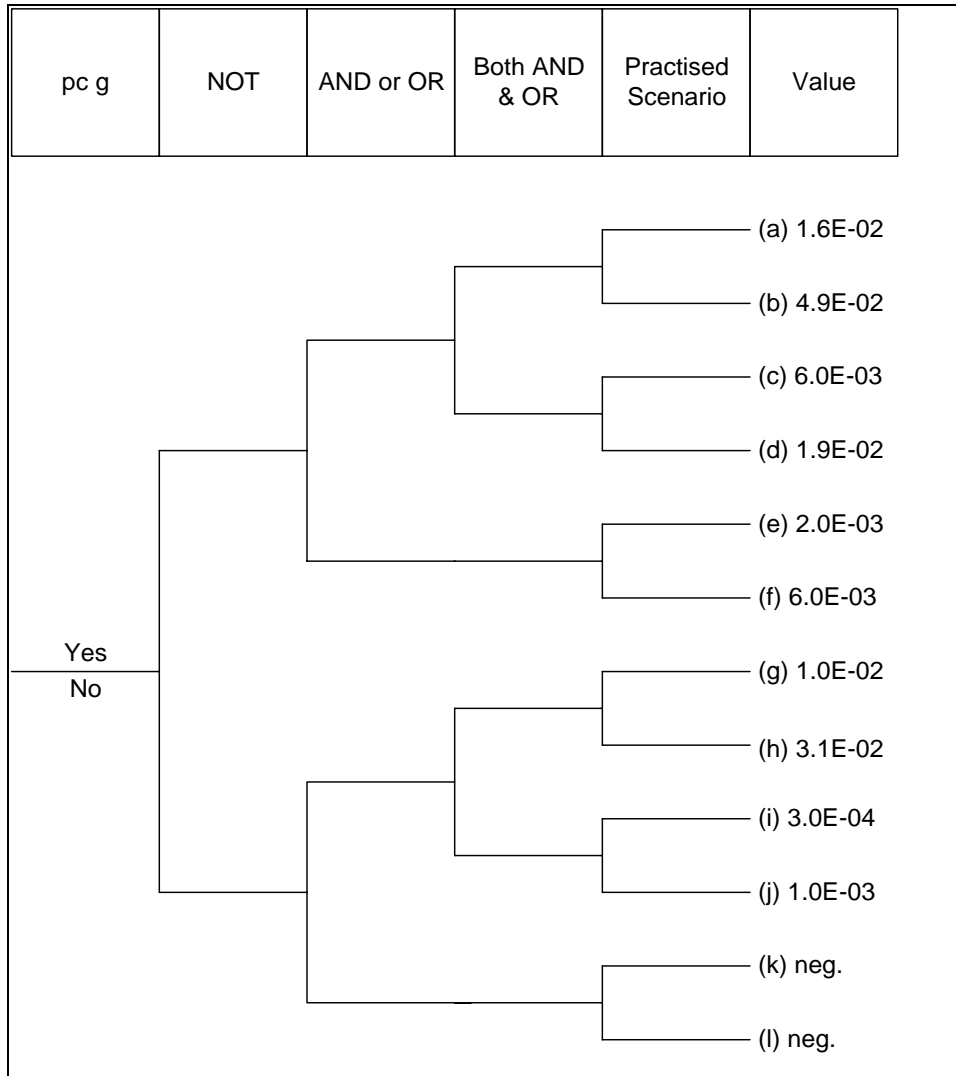 pc g
NOT
AND or OR
Both AND
& OR
Practised
Scenario
Value
(a) 1.6E-02
(b) 4.9E-02
(c) 6.0E-03
(d) 1.9E-02
(e) 2.0E-03
(f) 6.0E-03
Yes
No
(g) 1.0E-02
(h) 3.1E-02
(i) 3.0E-04
(j) 1.0E-03
(k) neg.
(l) neg.